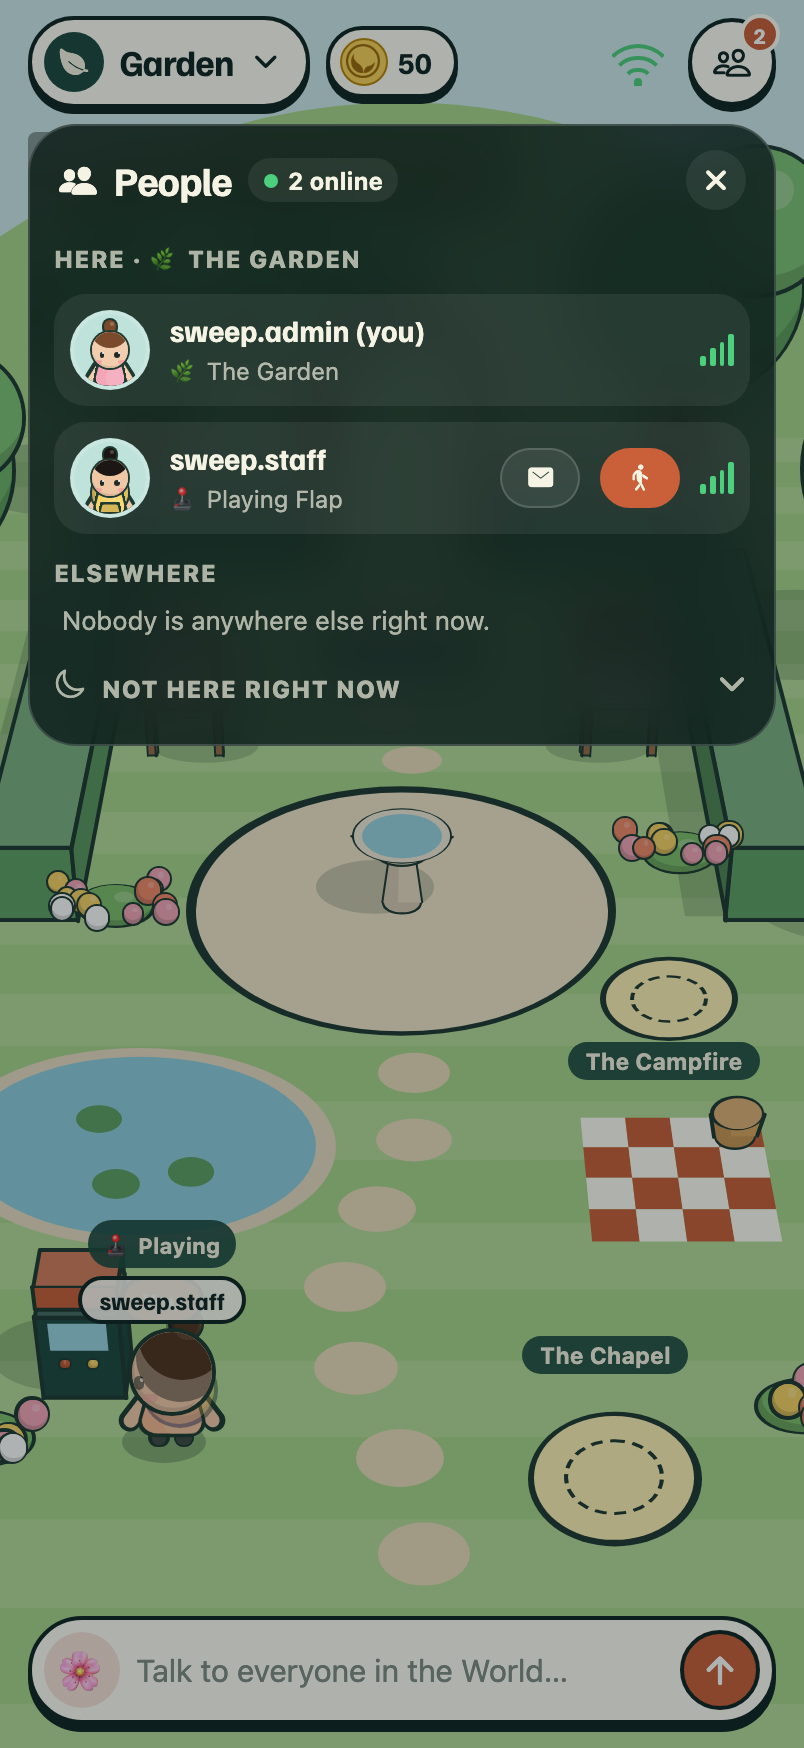 Garden
50
2
People
2 online
HERE · THE GARDEN
sweep.admin (you)
The Garden
sweep.staff
Playing Flap
ELSEWHERE
Nobody is anywhere else right now.
NOT HERE RIGHT NOW
The Campfire
Playing
sweep.staff
The Chapel
Talk to everyone in the World...